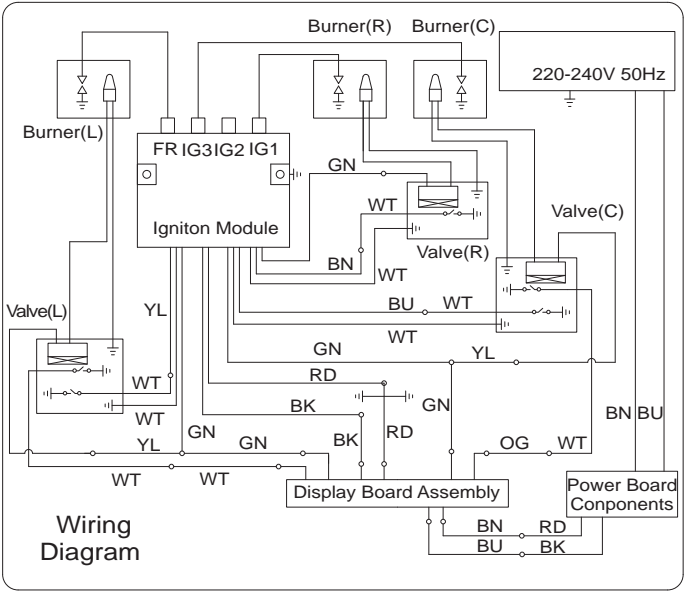 Burner(R) Burner(C)
220-240V 50Hz
Burner(L)
FR IG3 IG2 IG1
GN
WT
Valve(C)
Igniton Module
Valve(R)
BN
WT
Valve(L)
YL
BU WT
WT
GN
YL
RD
WT
GN
BN BU
BK
WT
GN
BK
RD
YL
GN
OG WT
WT
WT
Display Board Assembly
Power Board
Conponents
Wiring
Diagram
BN RD
BU BK